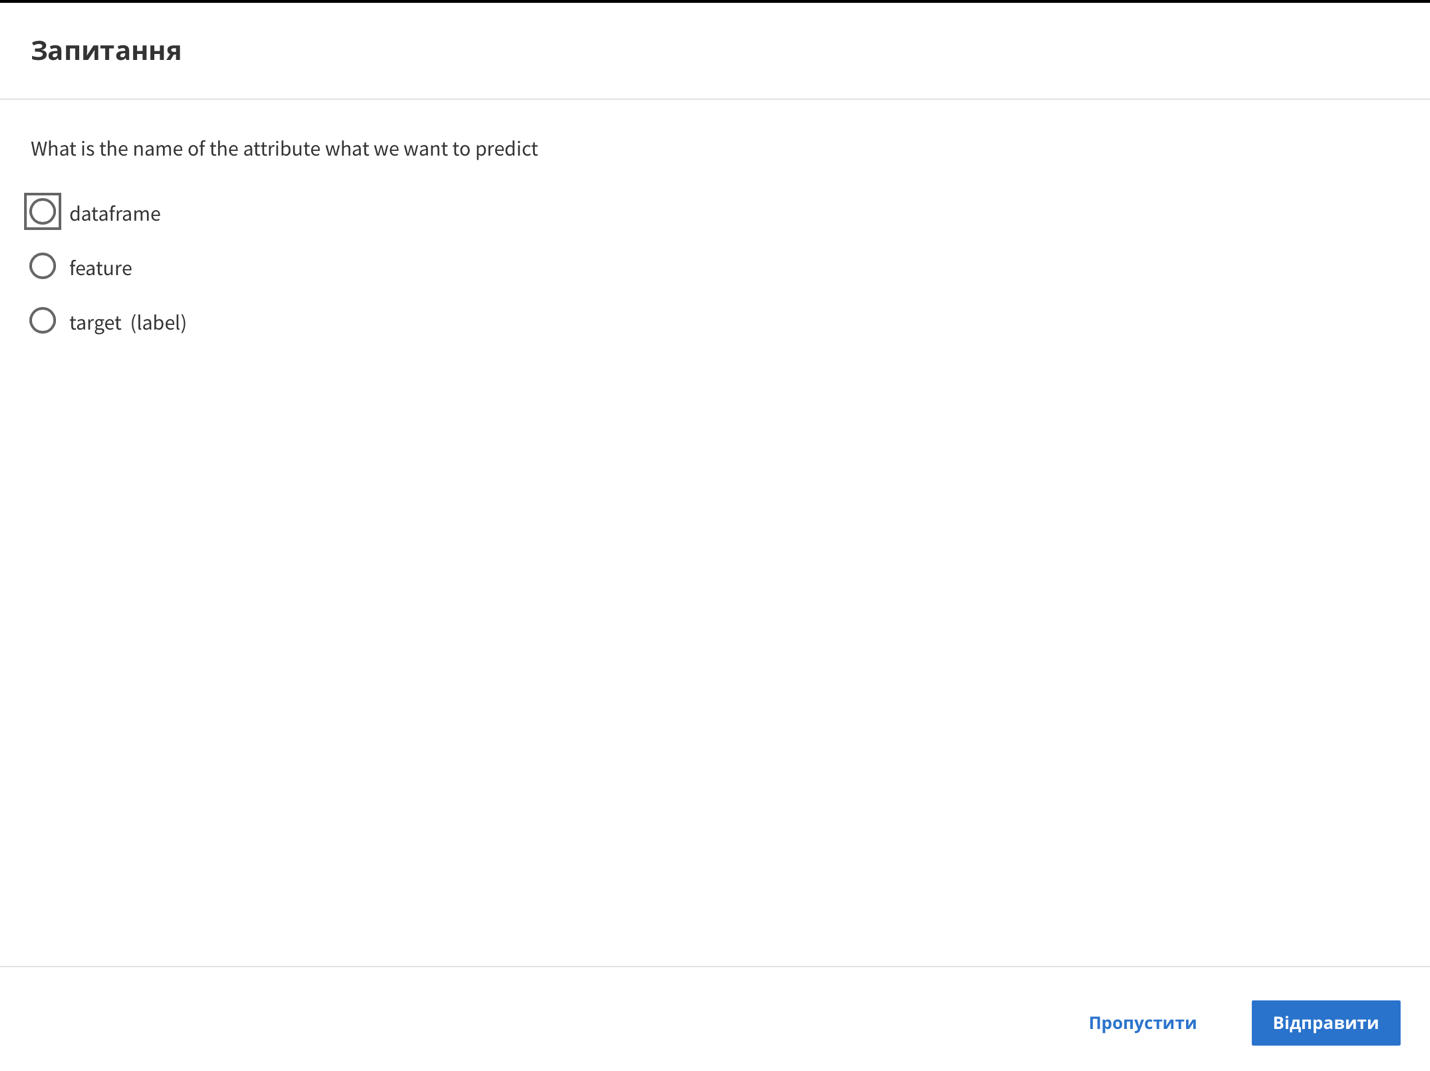 Запитання
What is the name of the attribute what we want to predict
dataframe
feature
target (label)
Пропустити
Відправити